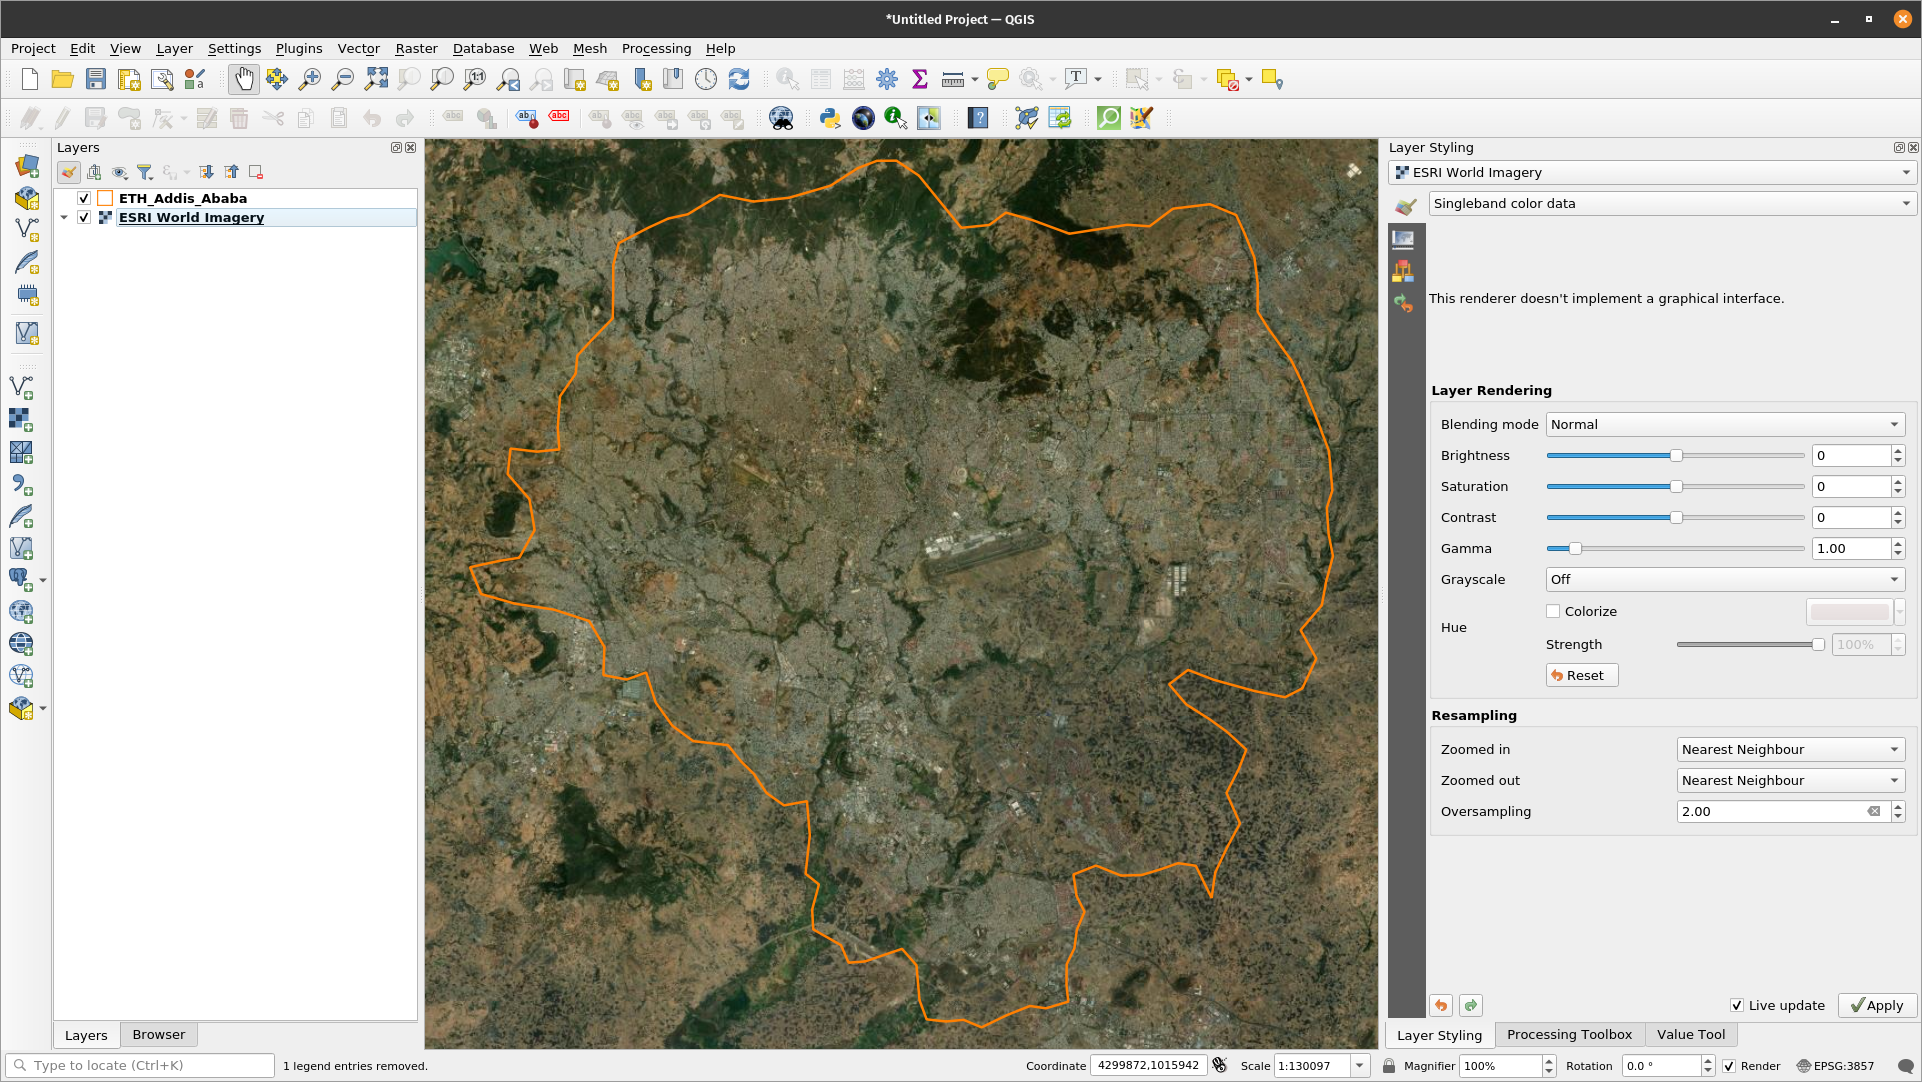 *Untitled Project — QGIS
Project Edit View Layer Settings Plugins Vector Raster Database Web Mesh Processing Help
Layers
ETH_Addis_Ababa
ESRI World Imagery
Layers Browser
Layer Styling
ESRI World Imagery
Singleband color data
This renderer doesn't implement a graphical interface.
Layer Rendering
Blending mode Normal
Brightness 0
Saturation 0
Contrast 0
Gamma 1.00
Grayscale Off
Hue
Colorize
Strength 100%
Reset
Resampling
Zoomed in Nearest Neighbour
Zoomed out Nearest Neighbour
Oversampling 2.00
Live update Apply
Layer Styling Processing Toolbox Value Tool
Type to locate (Ctrl+K) 1 legend entries removed. Coordinate 4299872,1015942 Scale 1:130097 Magnifier 100% Rotation 0.0 ° Render EPSG:3857